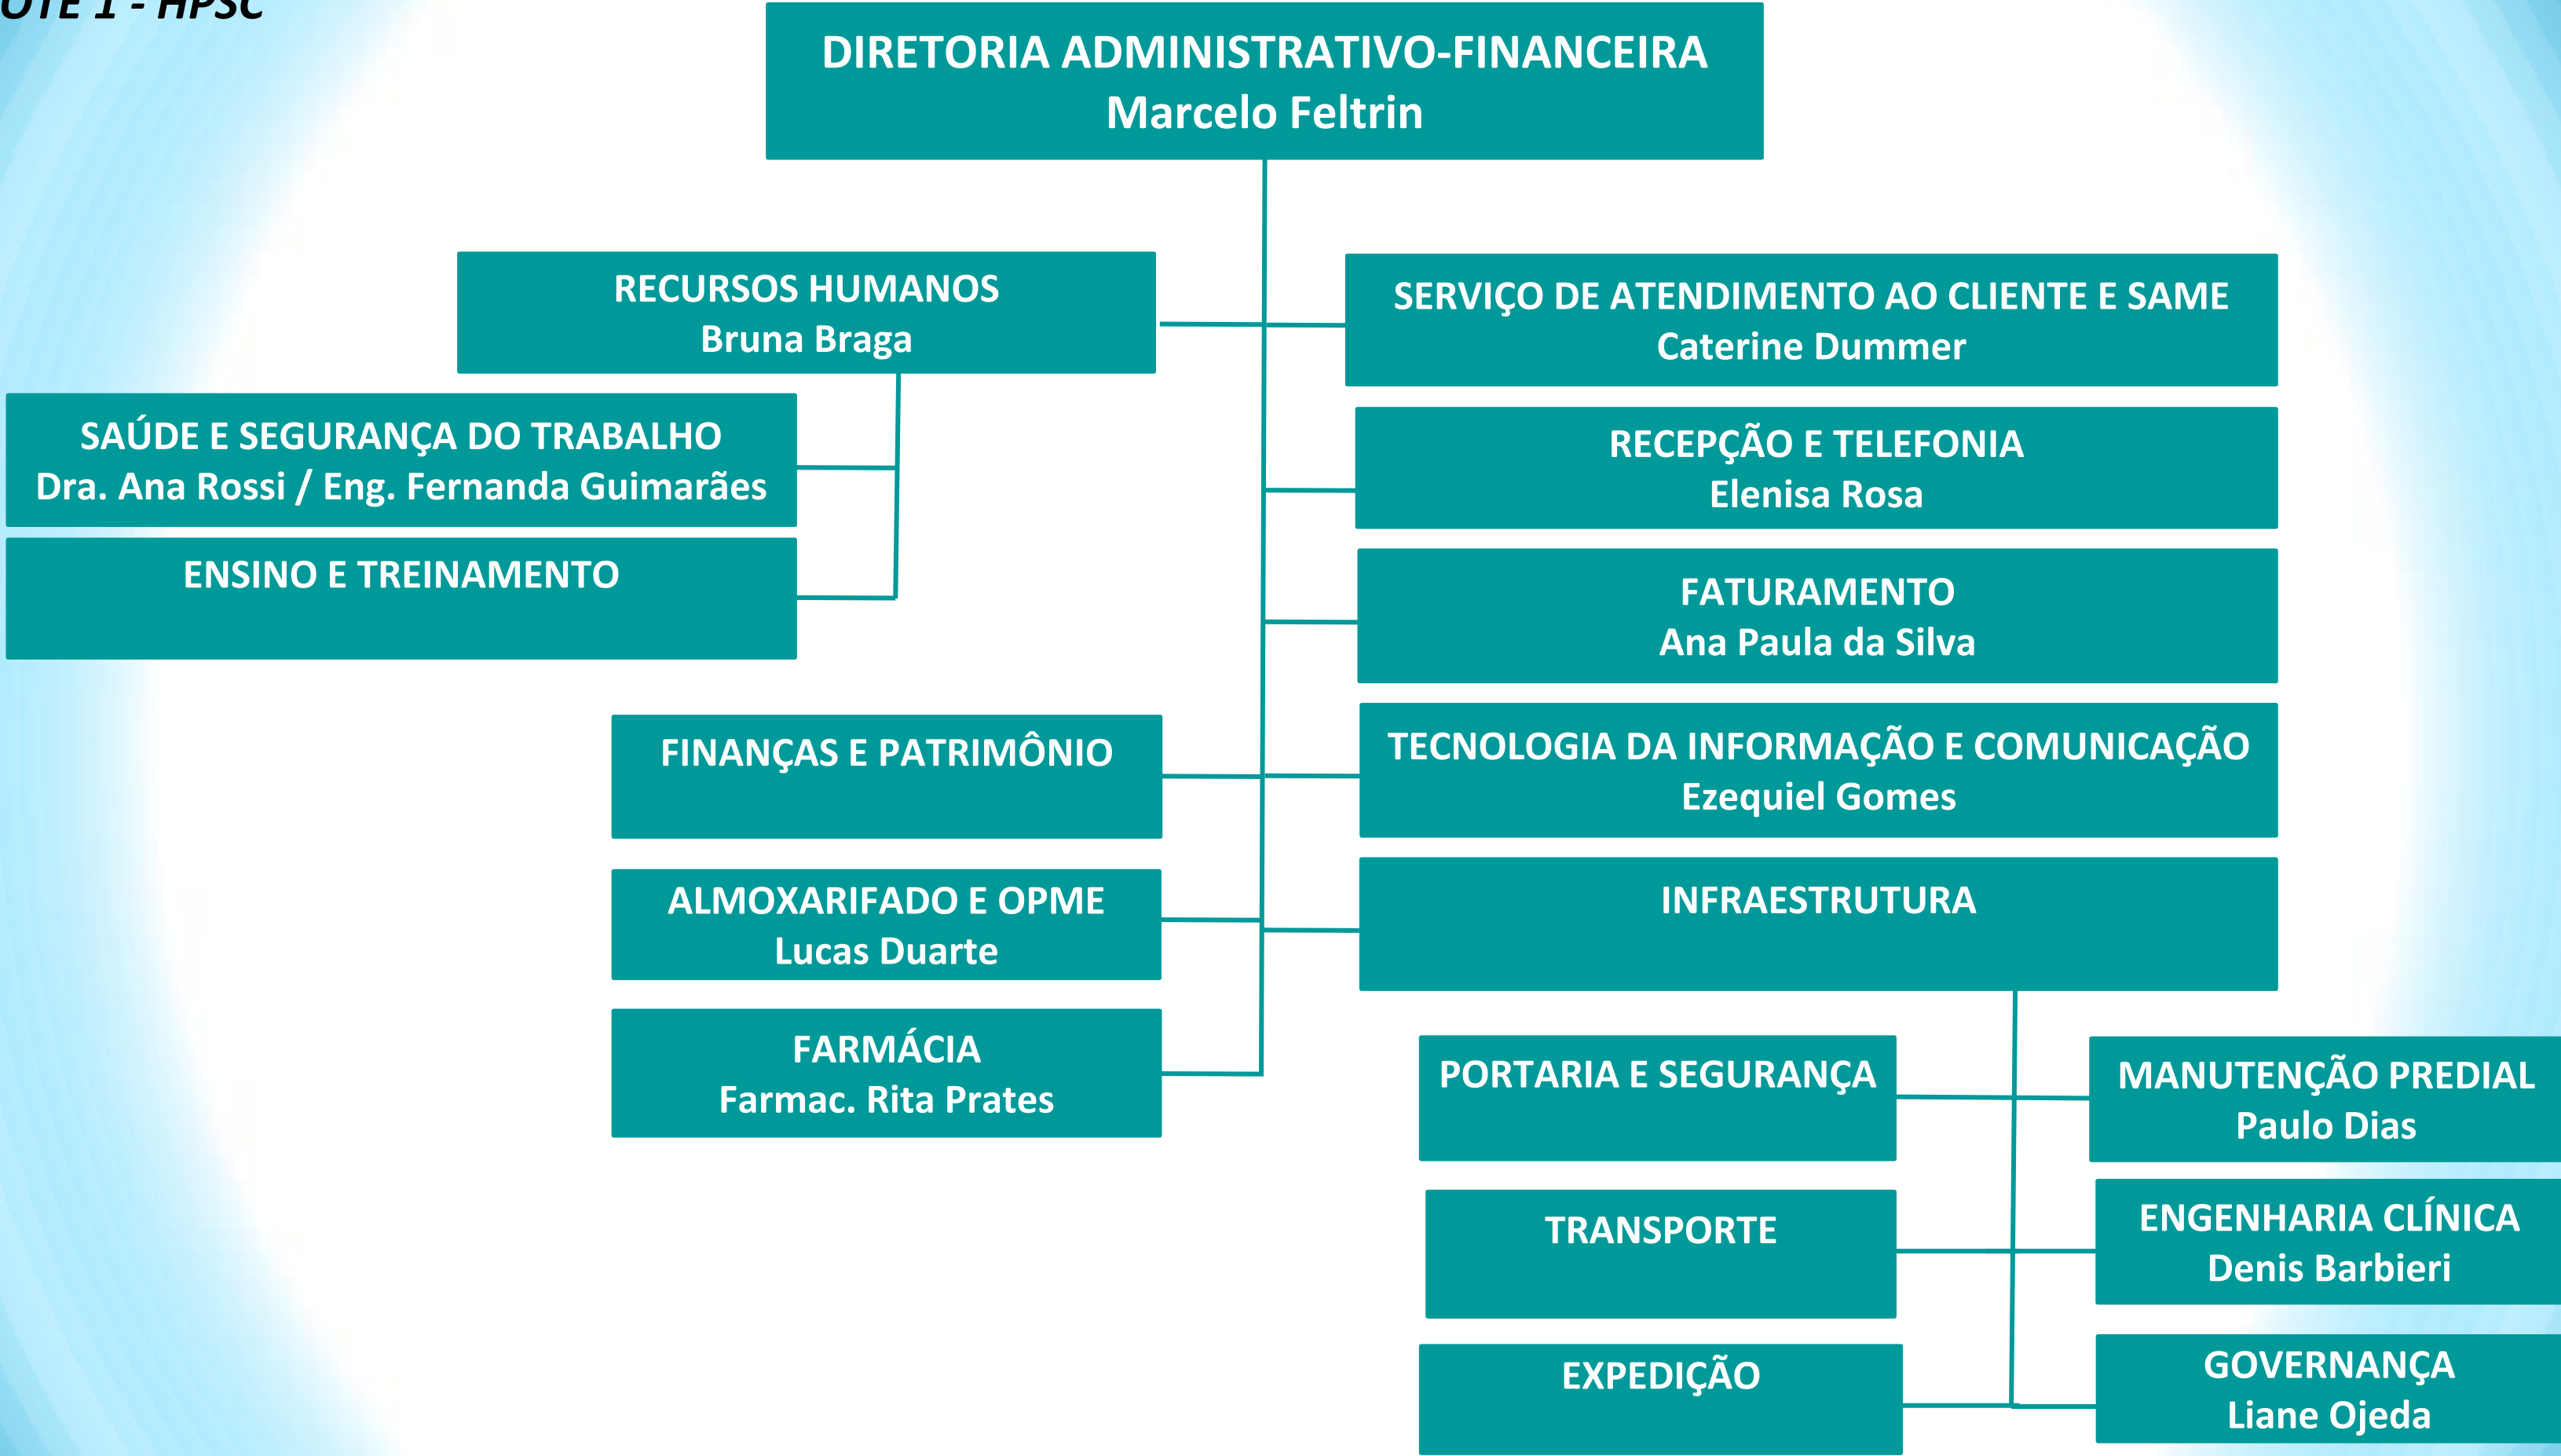 OTE 1 - HPSC
DIRETORIA ADMINISTRATIVO-FINANCEIRA
Marcelo Feltrin
RECURSOS HUMANOS
Bruna Braga
SERVIÇO DE ATENDIMENTO AO CLIENTE E SAME
Caterine Dummer
SAÚDE E SEGURANÇA DO TRABALHO
Dra. Ana Rossi / Eng. Fernanda Guimarães
RECEPÇÃO E TELEFONIA
Elenisa Rosa
ENSINO E TREINAMENTO
FATURAMENTO
Ana Paula da Silva
FINANÇAS E PATRIMÔNIO
TECNOLOGIA DA INFORMAÇÃO E COMUNICAÇÃO
Ezequiel Gomes
ALMOXARIFADO E OPME
Lucas Duarte
INFRAESTRUTURA
FARMÁCIA
Farmac. Rita Prates
PORTARIA E SEGURANÇA
MANUTENÇÃO PREDIAL
Paulo Dias
TRANSPORTE
ENGENHARIA CLÍNICA
Denis Barbieri
EXPEDIÇÃO
GOVERNANÇA
Liane Ojeda